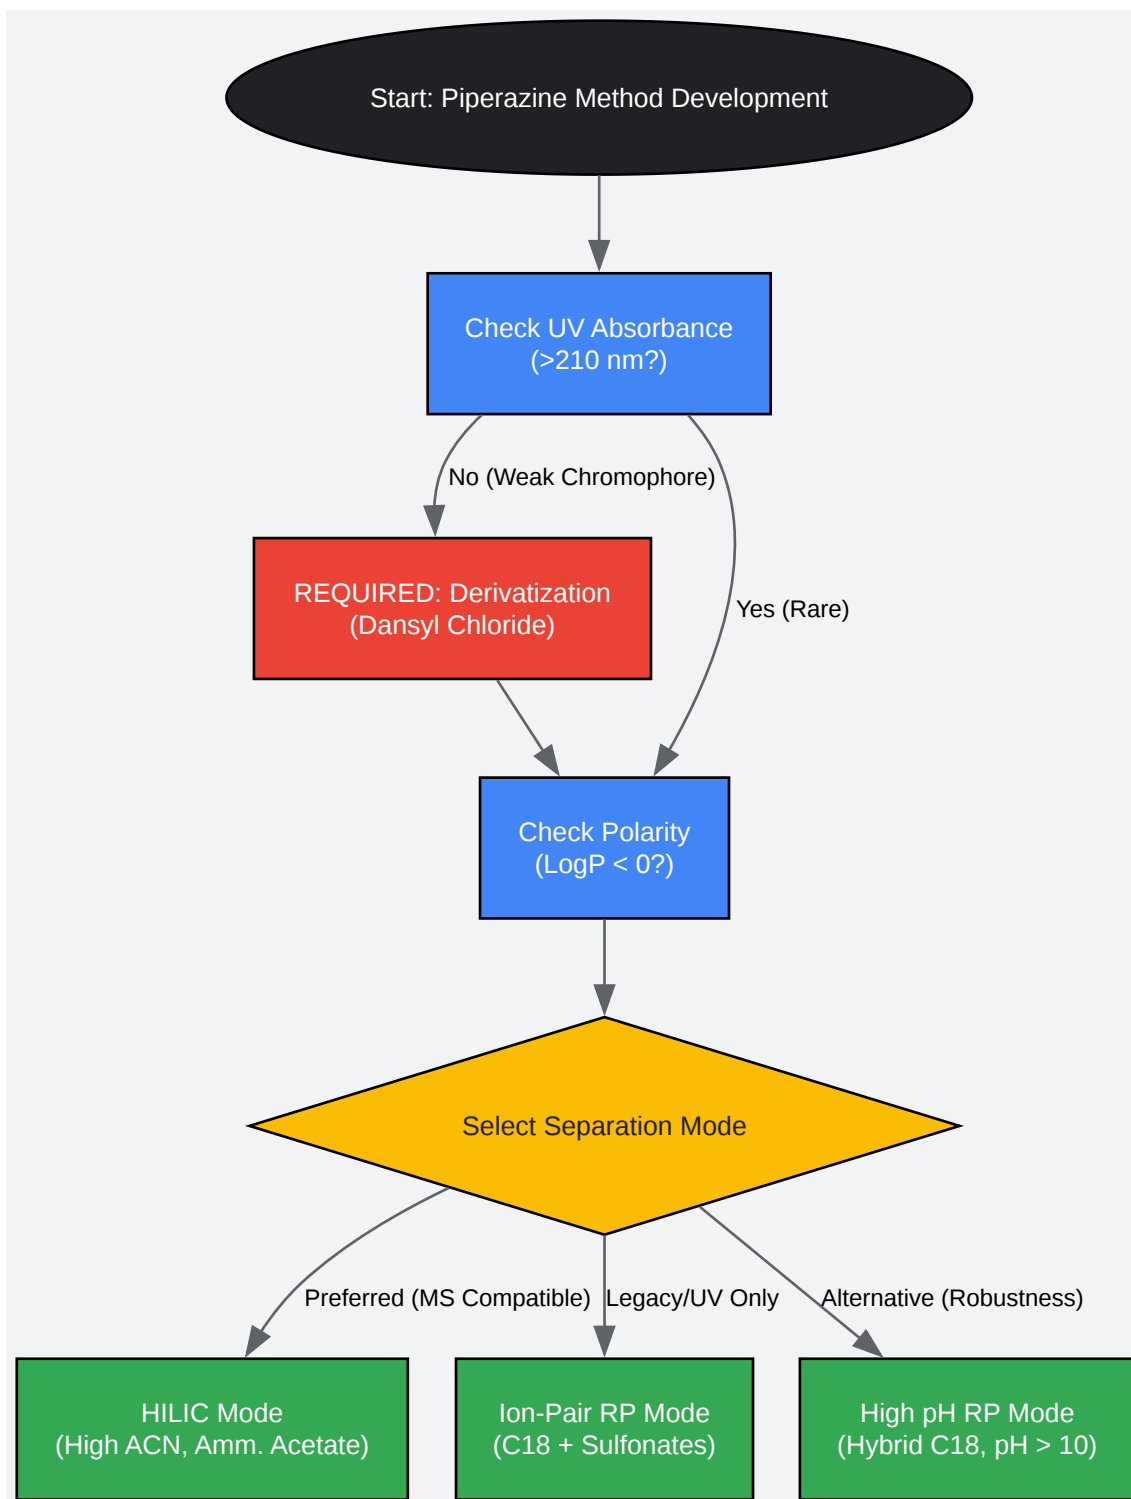 Start: Piperazine Method Development
Check UV Absorbance
(>210 nm?)
No (Weak Chromophore)
REQUIRED: Derivatization
(Dansyl Chloride)
Yes (Rare)
Check Polarity
(LogP < 0?)
Select Separation Mode
Preferred (MS Compatible)
Legacy/UV Only
Alternative (Robustness)
HILIC Mode
(High ACN, Amm. Acetate)
Ion-Pair RP Mode
(C18 + Sulfonates)
High pH RP Mode
(Hybrid C18, pH > 10)